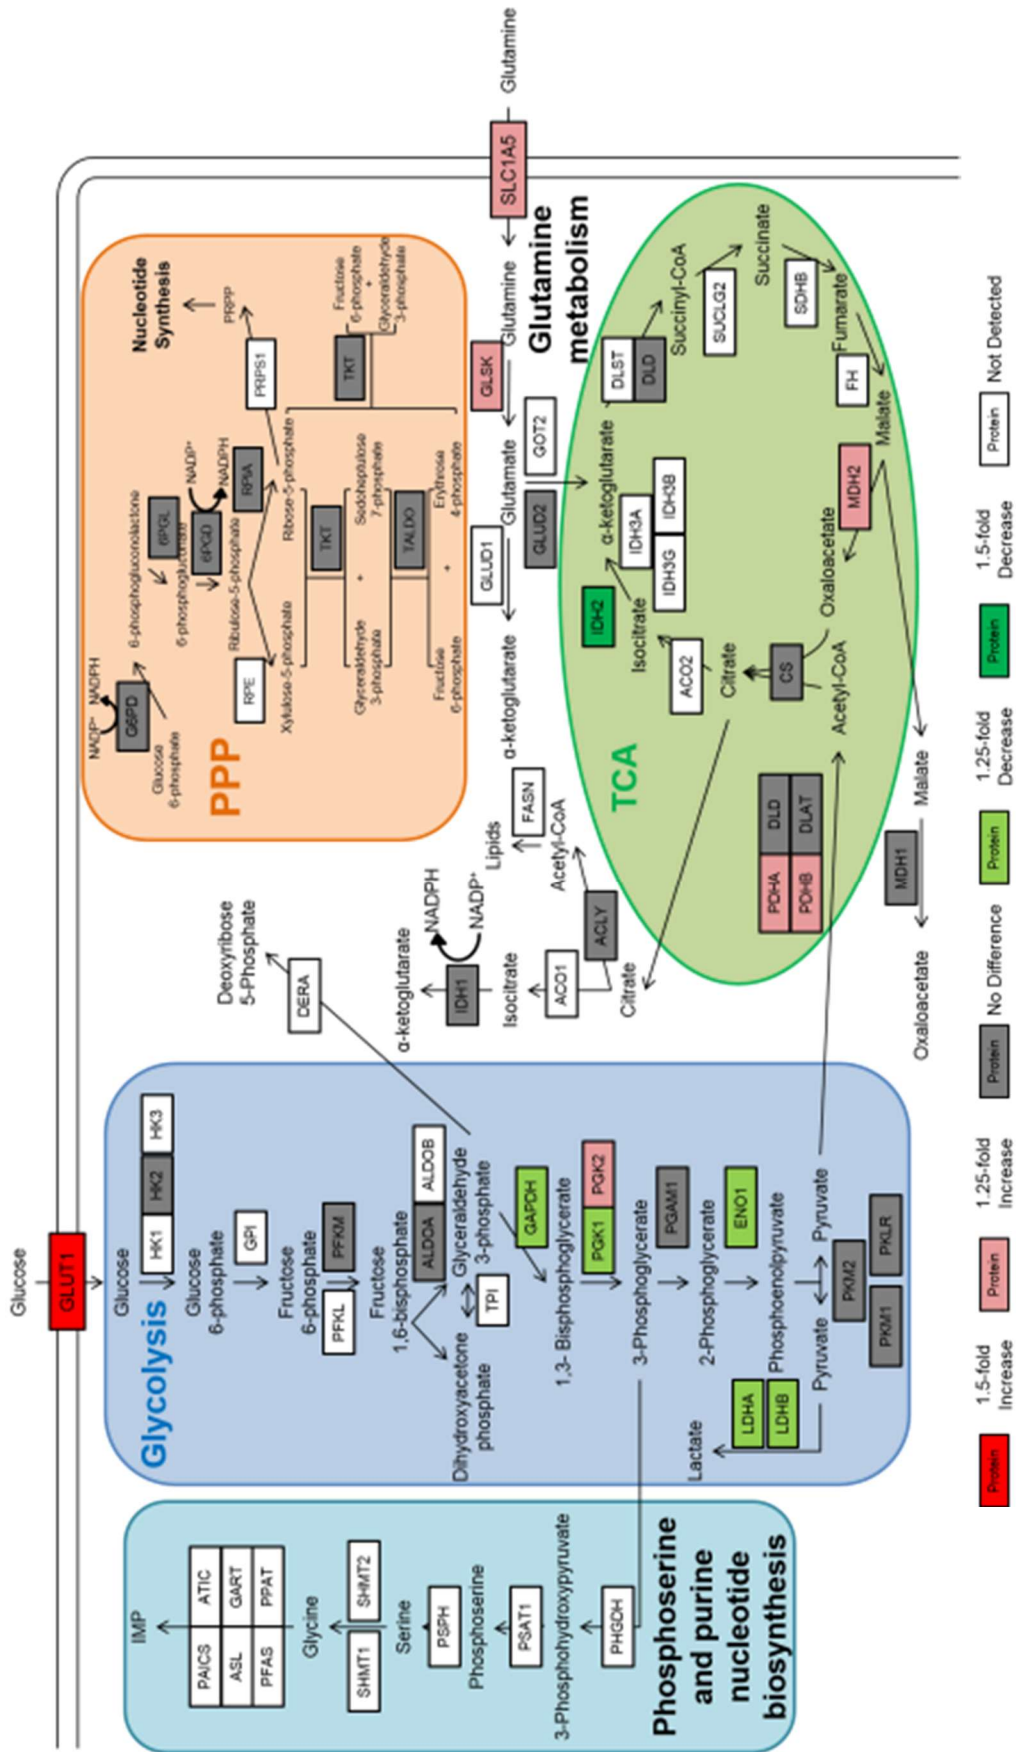 Glucose
GLUT1
Glutamine
SLC1A5
Phosphoserine
and purine
nucleotide
biosynthesis
IMP
PAICS
ATIC
ASL
GART
PFAS
PPAT
Glycine
SHMT1
SHMT2
Serine
PSPH
Phosphoserine
PSAT1
3-Phosphohydroxypyruvate
PHGDH
Glycolysis
Glucose
HK1
HK2
HK3
Glucose
6-phosphate
GPI
Fructose
6-phosphate
PFKL
PFKM
Fructose
1,6-bisphosphate
ALDOA
ALDOB
Dihydroxyacetone
phosphate
Glyceraldehyde
3-phosphate
TPI
GAPDH
1,3- Bisphosphoglycerate
PGK1
PGK2
3-Phosphoglycerate
PGAM1
2-Phosphoglycerate
ENO1
Phosphoenolpyruvate
Lactate
LDHA
LDHB
Pyruvate
Pyruvate
PKM2
PKM1
PKLR
Deoxyribose
5-Phosphate
DERA
α-ketoglutarate
NADPH
NADP⁺
IDH1
Isocitrate
ACO1
Citrate
ACLY
Acetyl-CoA
Lipids
FASN
PPP
NADP⁺
NADPH
G6PD
Glucose
6-phosphate
6-phosphogluconolactone
6PGL
6-phosphogluconate
6PGD
NADP⁺
NADPH
Ribulose-5-phosphate
RPE
RPIA
Xylulose-5-phosphate
Ribose-5-phosphate
PRPS1
PRPP
Nucleotide
Synthesis
TKT
Glyceraldehyde
3-phosphate
+
Sedoheptulose
7-phosphate
TALDO
Fructose
6-phosphate
+
Erythrose
4-phosphate
TKT
Fructose
6-phosphate
+
Glyceraldehyde
3-phosphate
α-ketoglutarate
GLUD1
Glutamate
GLSK
Glutamine
Glutamine
metabolism
GLUD2
GOT2
TCA
α-ketoglutarate
IDH2
IDH3A
IDH3G
IDH3B
Isocitrate
ACO2
Citrate
CS
Oxaloacetate
Acetyl-CoA
PDHA
DLD
PDHB
DLAT
DLST
DLD
Succinyl-CoA
SUCLG2
Succinate
SDHB
Fumarate
FH
Malate
MDH2
Malate
MDH1
Oxaloacetate
Protein
1.5-fold
Increase
Protein
1.25-fold
Increase
Protein
No Difference
Protein
1.25-fold
Decrease
Protein
1.5-fold
Decrease
Protein
Not Detected